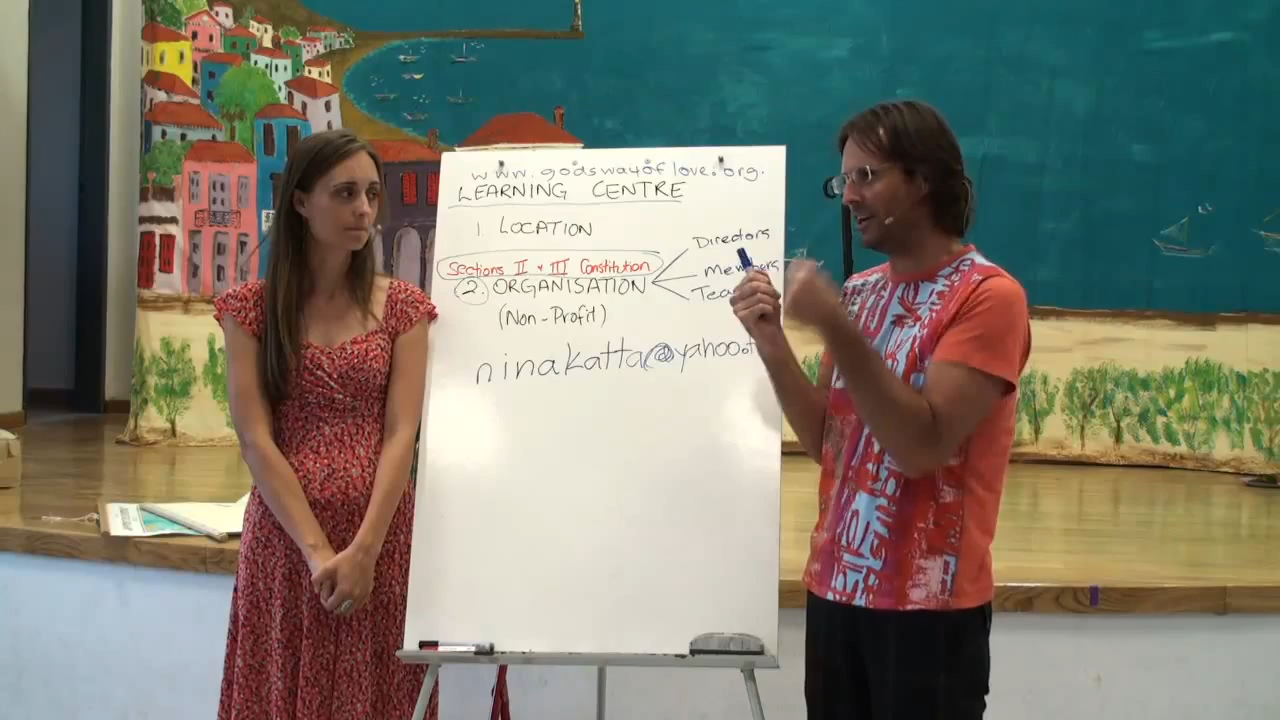 www.godswayoflove.org.
LEARNING CENTRE
1. LOCATION
Directors
Sections II + III Constitution
2. ORGANISATION
(Non-Profit)
ninakatta@yahoo.